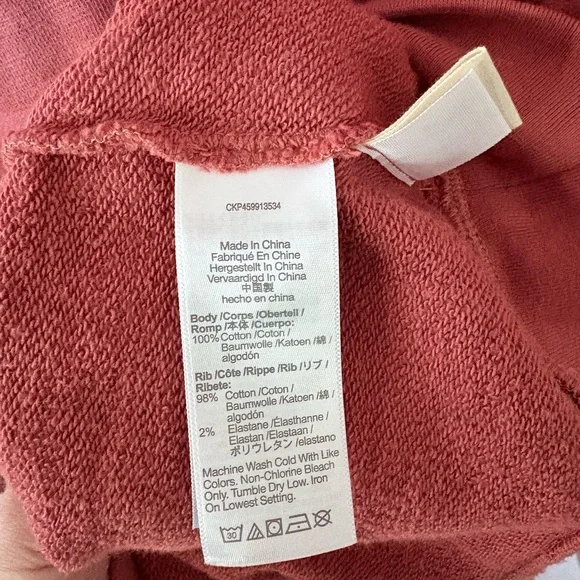 CKP459913534
Made In China
Fabriqué En Chine
Hergestellt In China
Vervaardigd In China
中国製
hecho en china
Body /Corps /Obertell /
Romp /本体 /Cuerpo:
100% Cotton /Coton /
Baumwolle /Katoen /綿 /
algodón
Rib /Côte /Rippe /Rib /リブ /
Ribete:
98% Cotton /Coton /
Baumwolle /Katoen /綿 /
algodón
2% Elastane /Élasthanne /
Elastan /Elastaan /
ポリウレタン /elastano
Machine Wash Cold With Like
Colors. Non-Chlorine Bleach
Only. Tumble Dry Low. Iron
On Lowest Setting.
30